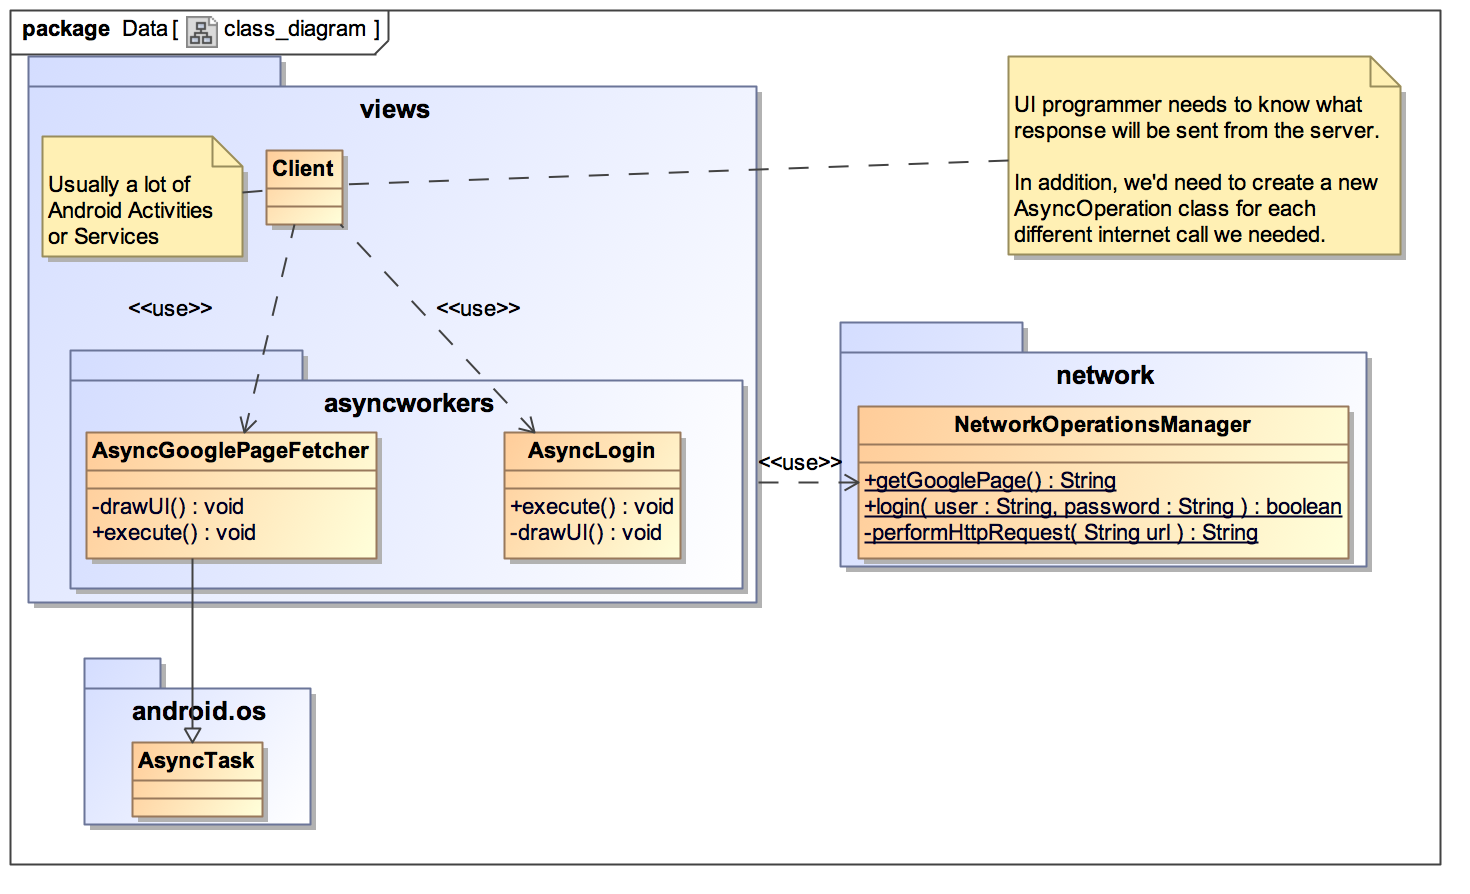 package Data [ class_diagram ]
views
Usually a lot of
Android Activities
or Services
Client
UI programmer needs to know what
response will be sent from the server.
In addition, we'd need to create a new
AsyncOperation class for each
different internet call we needed.
<<use>>
<<use>>
asyncworkers
AsyncGooglePageFetcher
-drawUI() : void
+execute() : void
AsyncLogin
+execute() : void
-drawUI() : void
<<use>>
network
NetworkOperationsManager
+getGooglePage() : String
+login( user : String, password : String ) : boolean
-performHttpRequest( String url ) : String
android.os
AsyncTask